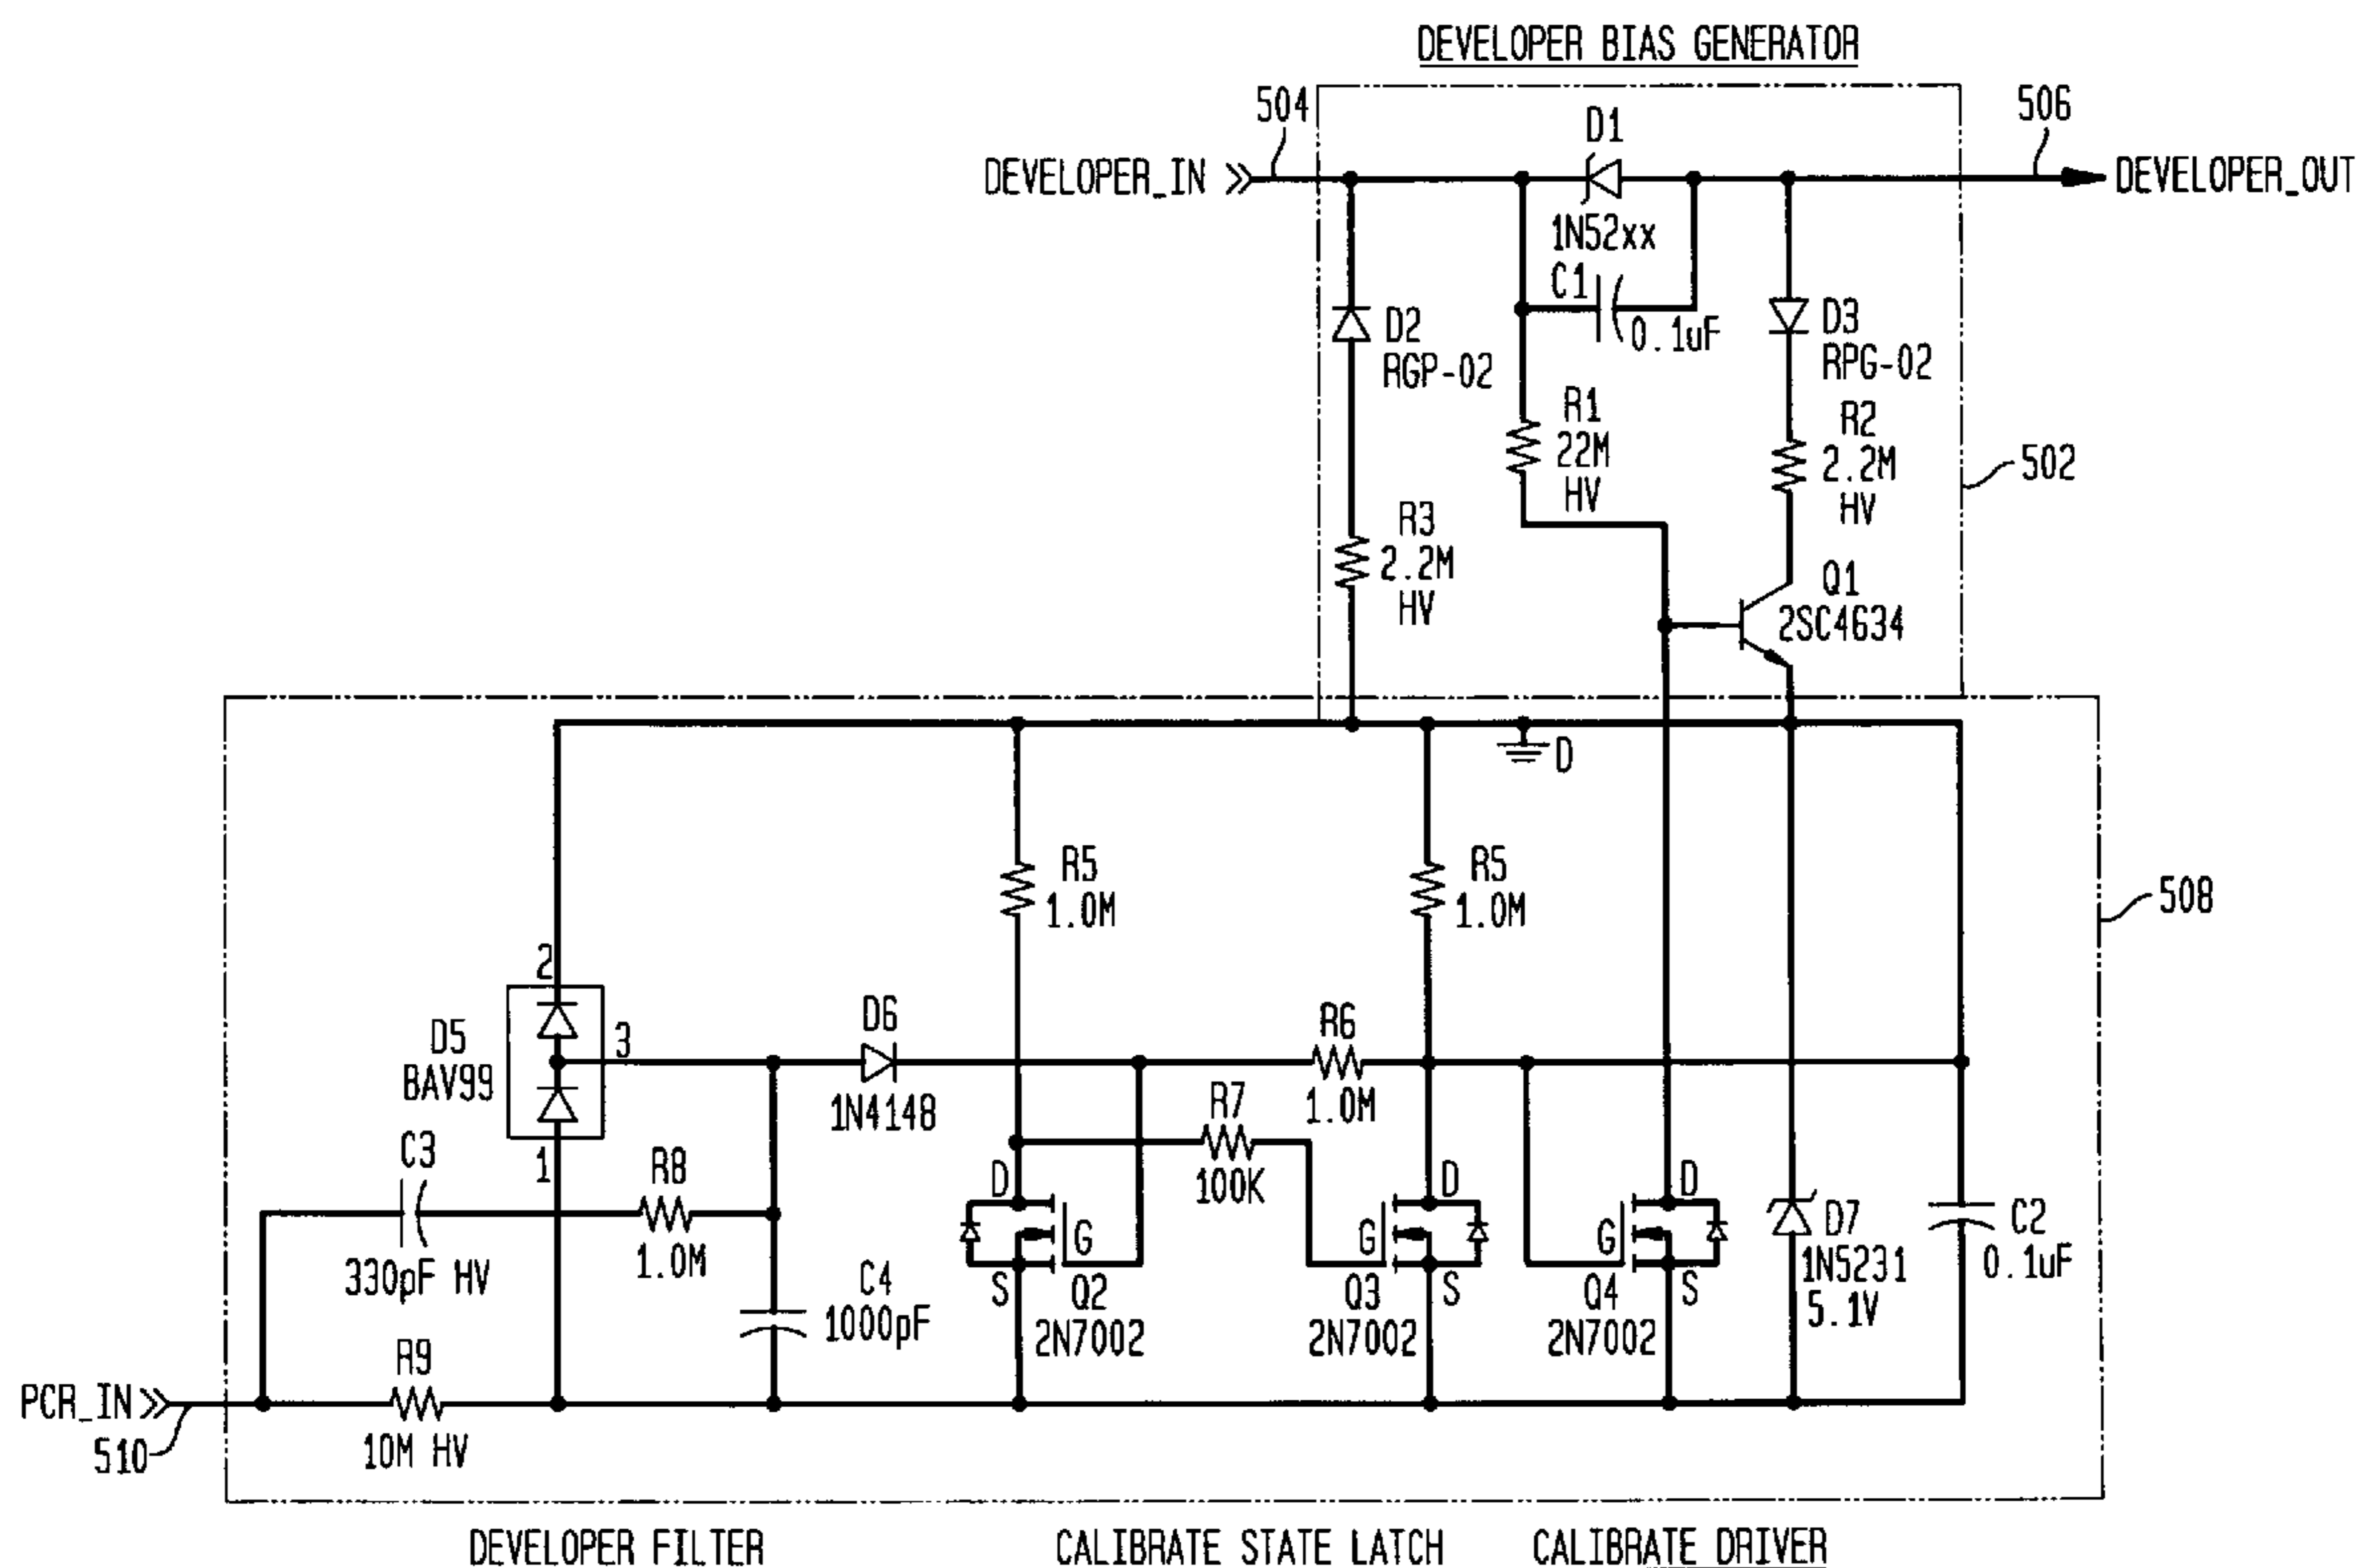 DEVELOPER BIAS GENERATOR
504
506
D1
DEVELOPER_IN
DEVELOPER_OUT
1N52xx
C1
0.1uF
D2
RGP-02
D3
RPG-02
R1
22M
HV
R2
2.2M
HV
502
R3
2.2M
HV
Q1
2SC4634
D
R5
1.0M
R5
1.0M
508
2
D5
BAV99
3
D6
1N4148
R6
1.0M
R7
100K
1
C3
330pF HV
R8
1.0M
D
G
S
Q2
2N7002
D
G
S
Q3
2N7002
D
G
S
Q4
2N7002
D7
1N5231
5.1V
C2
0.1uF
C4
1000pF
R9
10M HV
PCR_IN
510
DEVELOPER FILTER
CALIBRATE STATE LATCH
CALIBRATE DRIVER